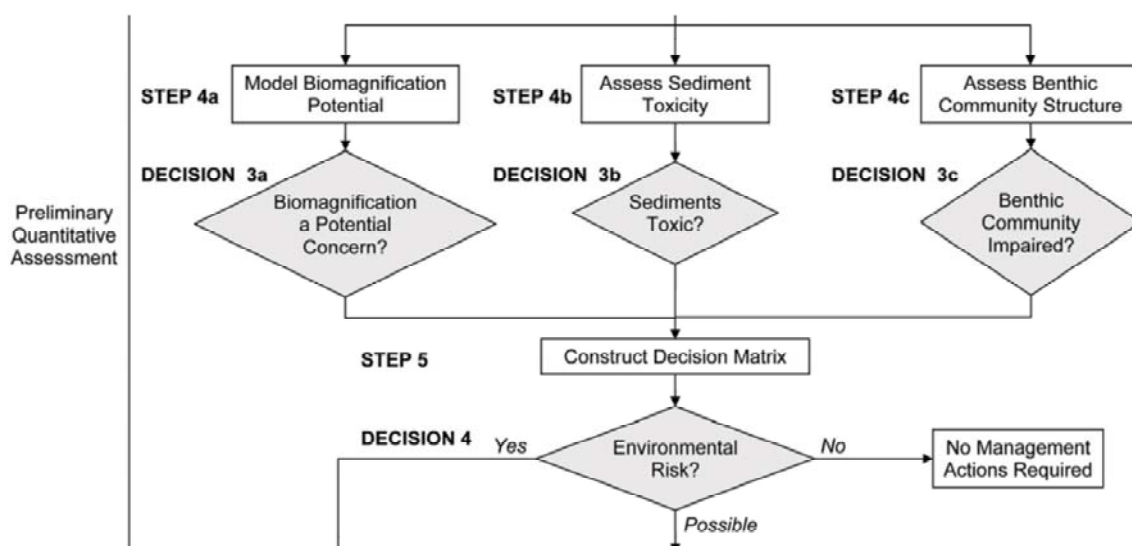 STEP 4a
Model Biomagnification
Potential
STEP 4b
Assess Sediment
Toxicity
STEP 4c
Assess Benthic
Community Structure
DECISION 3a
Biomagnification
a Potential
Concern?
DECISION 3b
Sediments
Toxic?
DECISION 3c
Benthic
Community
Impaired?
Preliminary
Quantitative
Assessment
STEP 5
Construct Decision Matrix
DECISION 4
Yes
Environmental
Risk?
No
No Management
Actions Required
Possible